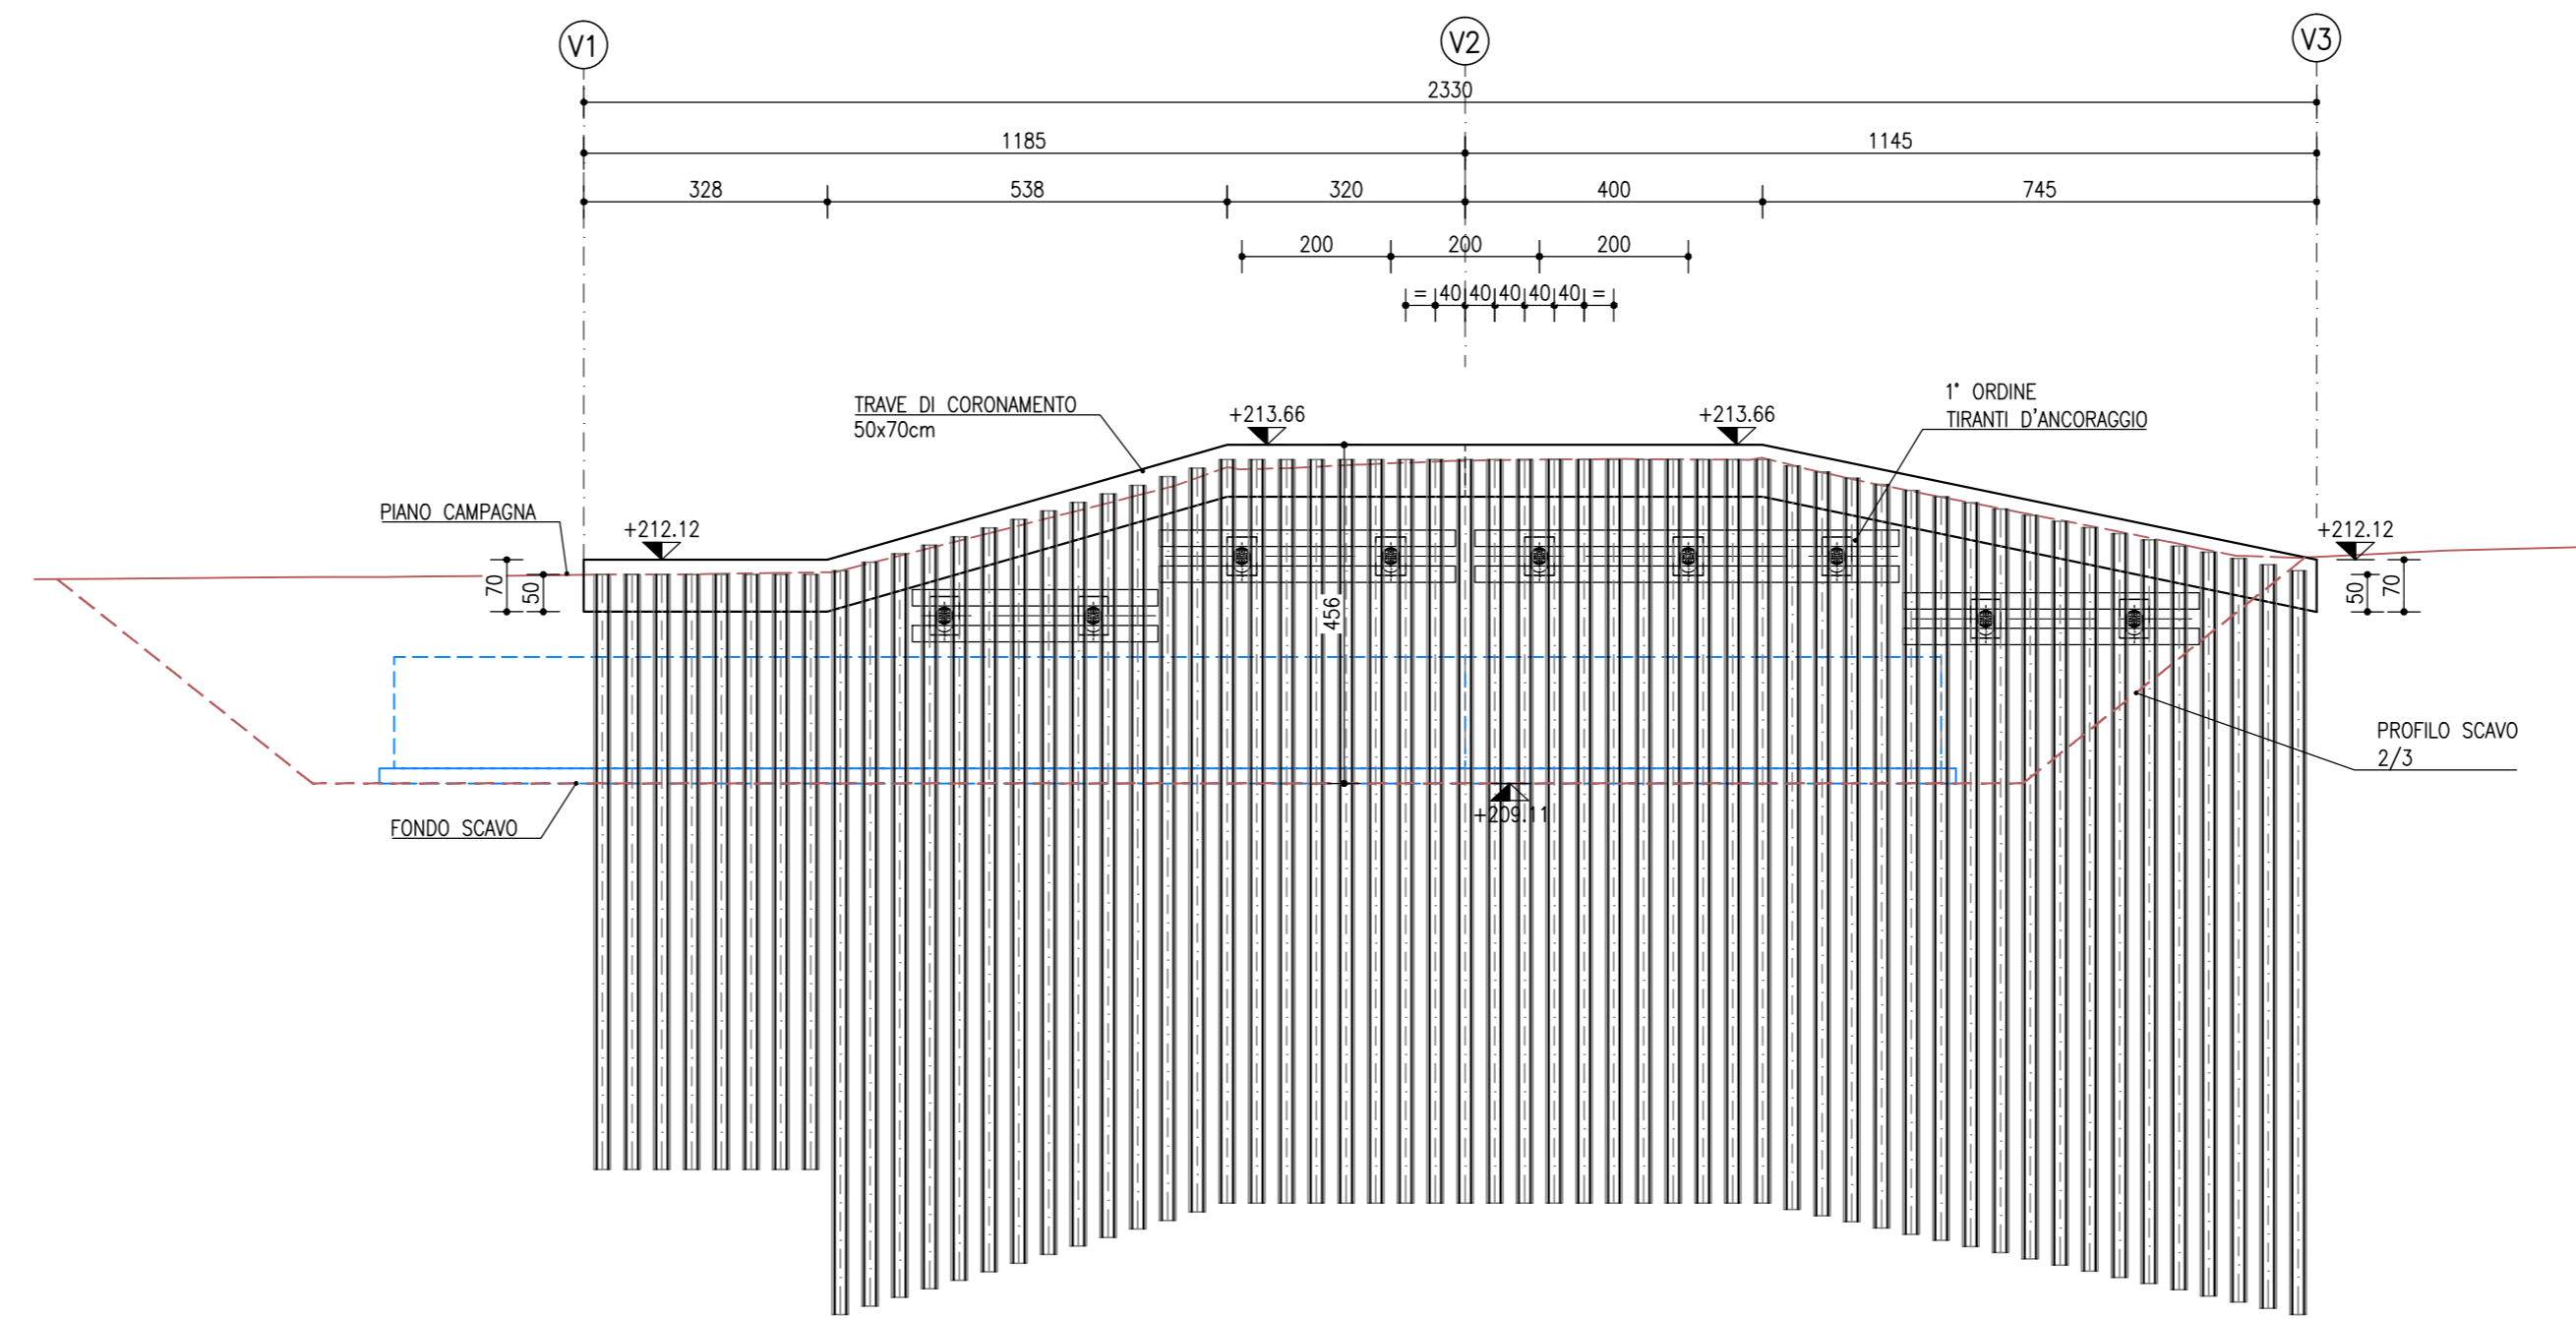 V1
V2
V3
2330
1185
1145
328
538
320
400
745
200
200
200
=
40
40
40
40
40
=
1° ORDINE
TIRANTI D'ANCORAGGIO
TRAVE DI CORONAMENTO
50x70cm
+213.66
+213.66
PIANO CAMPAGNA
+212.12
+212.12
70
50
456
50
70
PROFILO SCAVO
2/3
+209.11
FONDO SCAVO